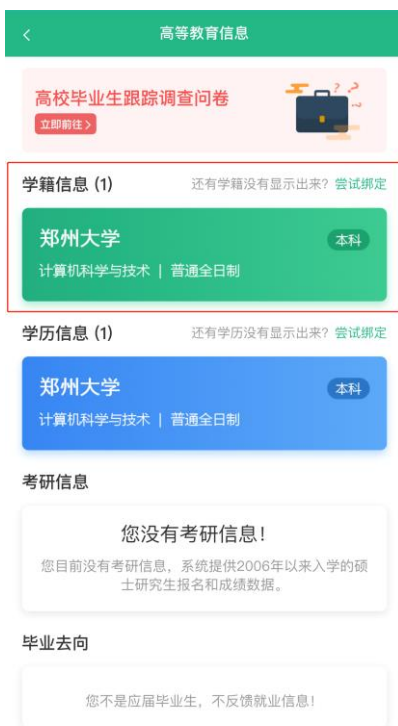 高等教育信息
高校毕业生跟踪调查问卷
立即前往 >
学籍信息 (1) 还有学籍没有显示出来? 尝试绑定
郑州大学 本科
计算机科学与技术 | 普通全日制
学历信息 (1) 还有学历没有显示出来? 尝试绑定
郑州大学 本科
计算机科学与技术 | 普通全日制
考研信息
您没有考研信息!
您目前没有考研信息, 系统提供2006年以来入学的硕
士研究生报名和成绩数据。
毕业去向
您不是应届毕业生, 不反馈就业信息!